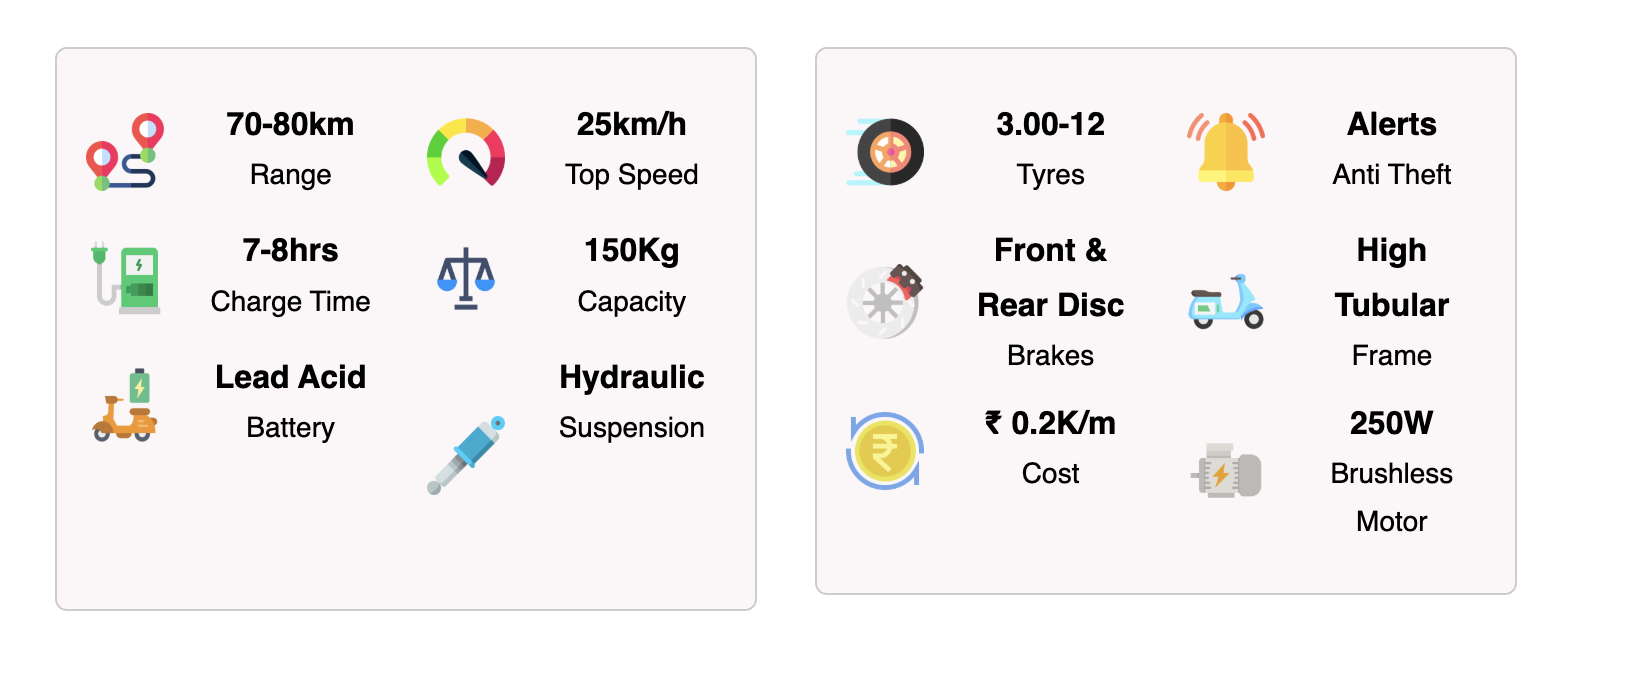 70-80km
Range
25km/h
Top Speed
7-8hrs
Charge Time
150Kg
Capacity
Lead Acid
Battery
Hydraulic
Suspension
3.00-12
Tyres
Alerts
Anti Theft
Front &
Rear Disc
Brakes
High
Tubular
Frame
₹ 0.2K/m
Cost
250W
Brushless
Motor
₹